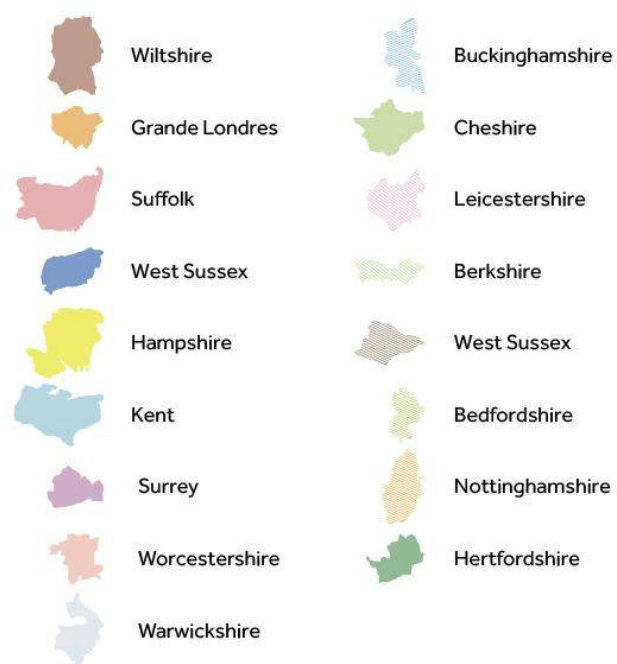 Wiltshire
Grande Londres
Suffolk
West Sussex
Hampshire
Kent
Surrey
Worcestershire
Warwickshire
Buckinghamshire
Cheshire
Leicestershire
Berkshire
West Sussex
Bedfordshire
Nottinghamshire
Hertfordshire